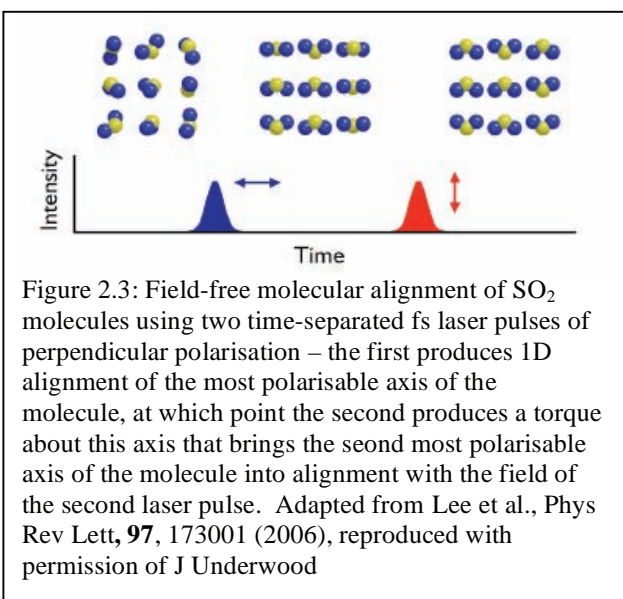 Intensity
Time
Figure 2.3: Field-free molecular alignment of SO₂
molecules using two time-separated fs laser pulses of
perpendicular polarisation – the first produces 1D
alignment of the most polarisable axis of the
molecule, at which point the second produces a torque
about this axis that brings the seond most polarisable
axis of the molecule into alignment with the field of
the second laser pulse.  Adapted from Lee et al., Phys
Rev Lett, 97, 173001 (2006), reproduced with
permission of J Underwood